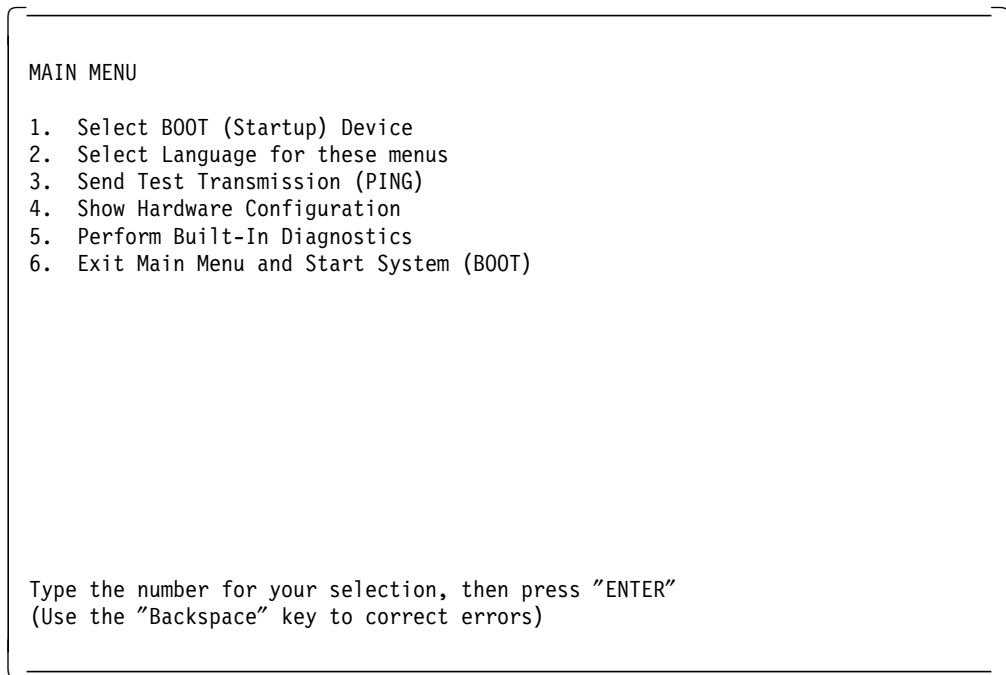 MAIN MENU
1. Select BOOT (Startup) Device
2. Select Language for these menus
3. Send Test Transmission (PING)
4. Show Hardware Configuration
5. Perform Built-In Diagnostics
6. Exit Main Menu and Start System (BOOT)
Type the number for your selection, then press ″ENTER″
(Use the ″Backspace″ key to correct errors)